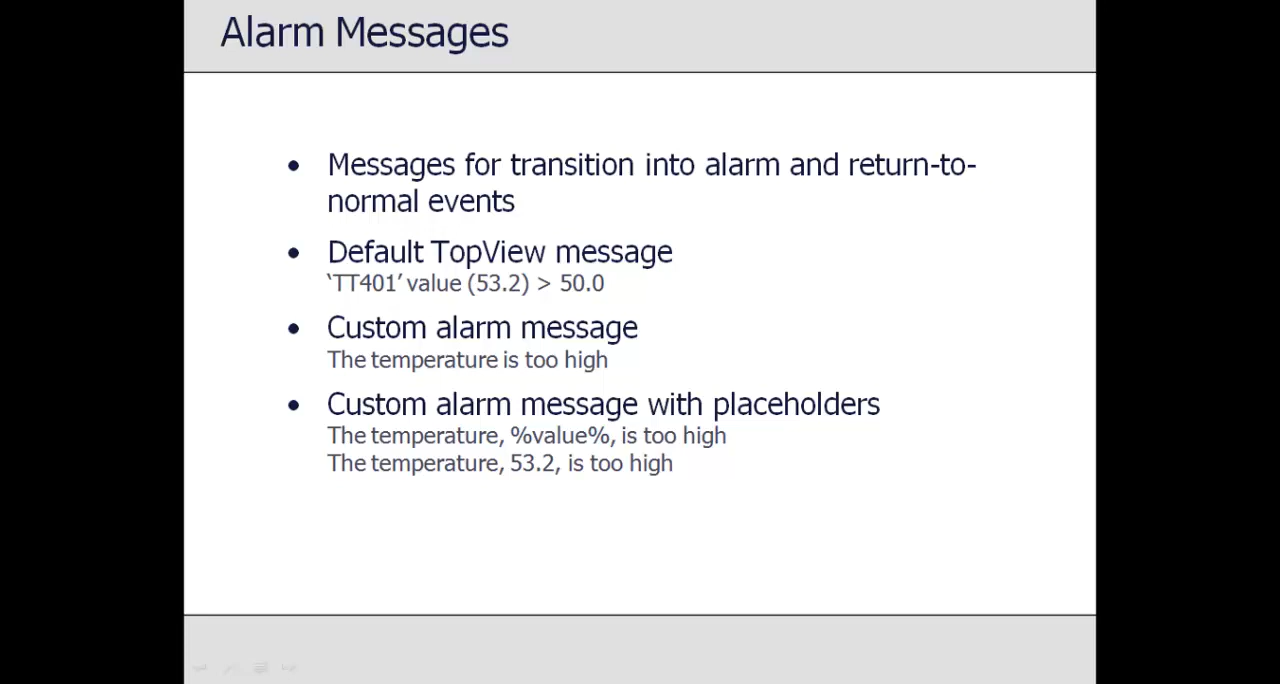 Alarm Messages
• Messages for transition into alarm and return-to-
normal events
• Default TopView message
‘TT401’ value (53.2) > 50.0
• Custom alarm message
The temperature is too high
• Custom alarm message with placeholders
The temperature, %value%, is too high
The temperature, 53.2, is too high